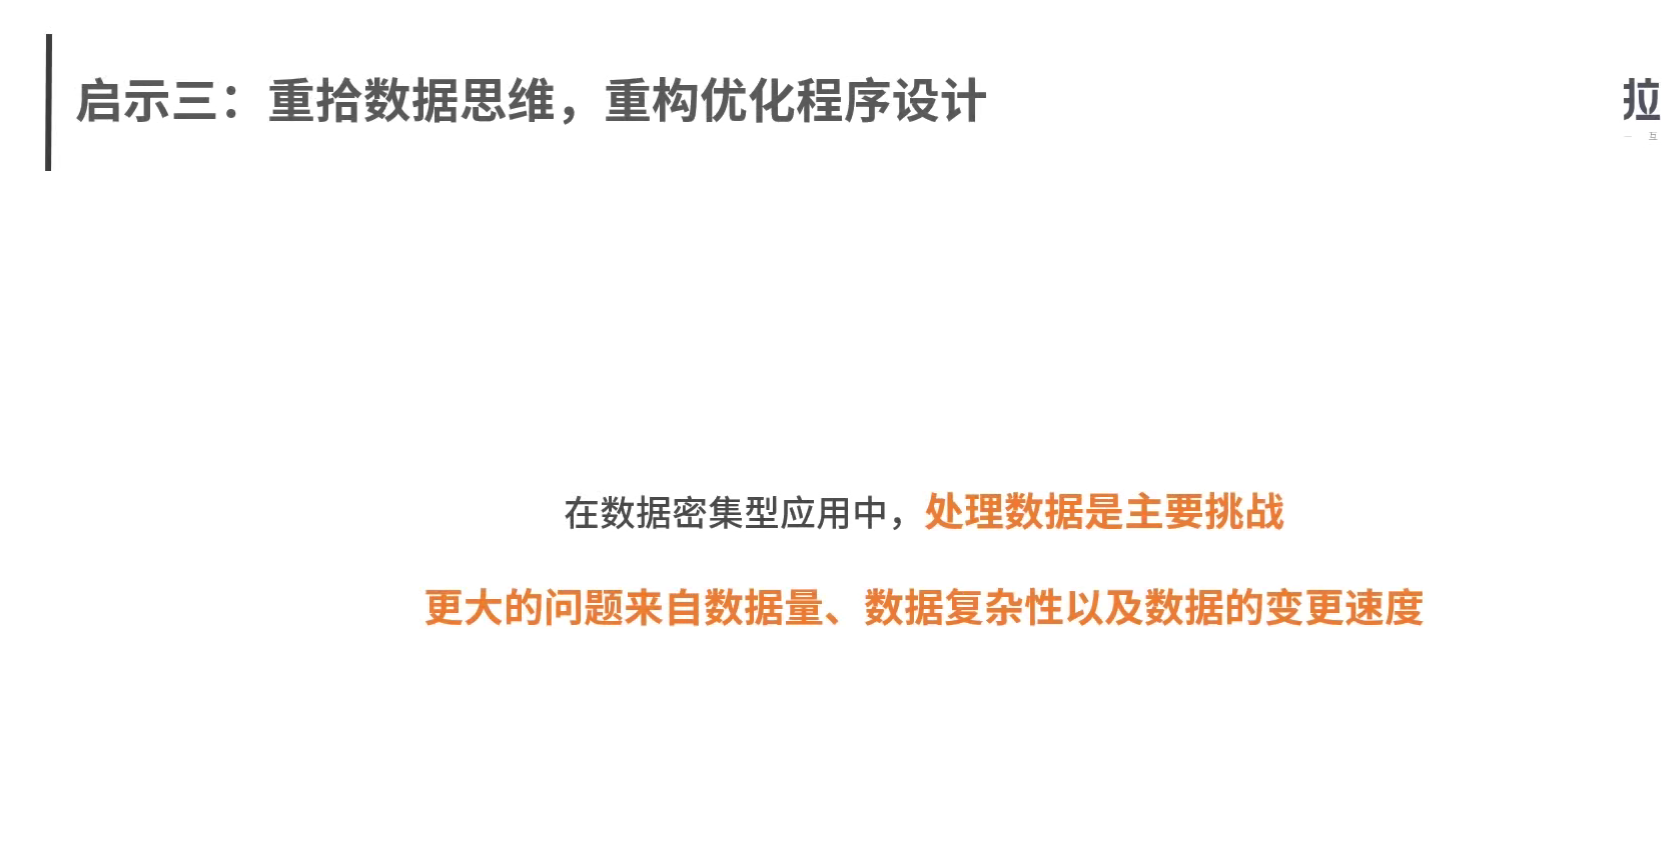 启示三：重拾数据思维，重构优化程序设计
拉
一 互
在数据密集型应用中，处理数据是主要挑战
更大的问题来自数据量、数据复杂性以及数据的变更速度